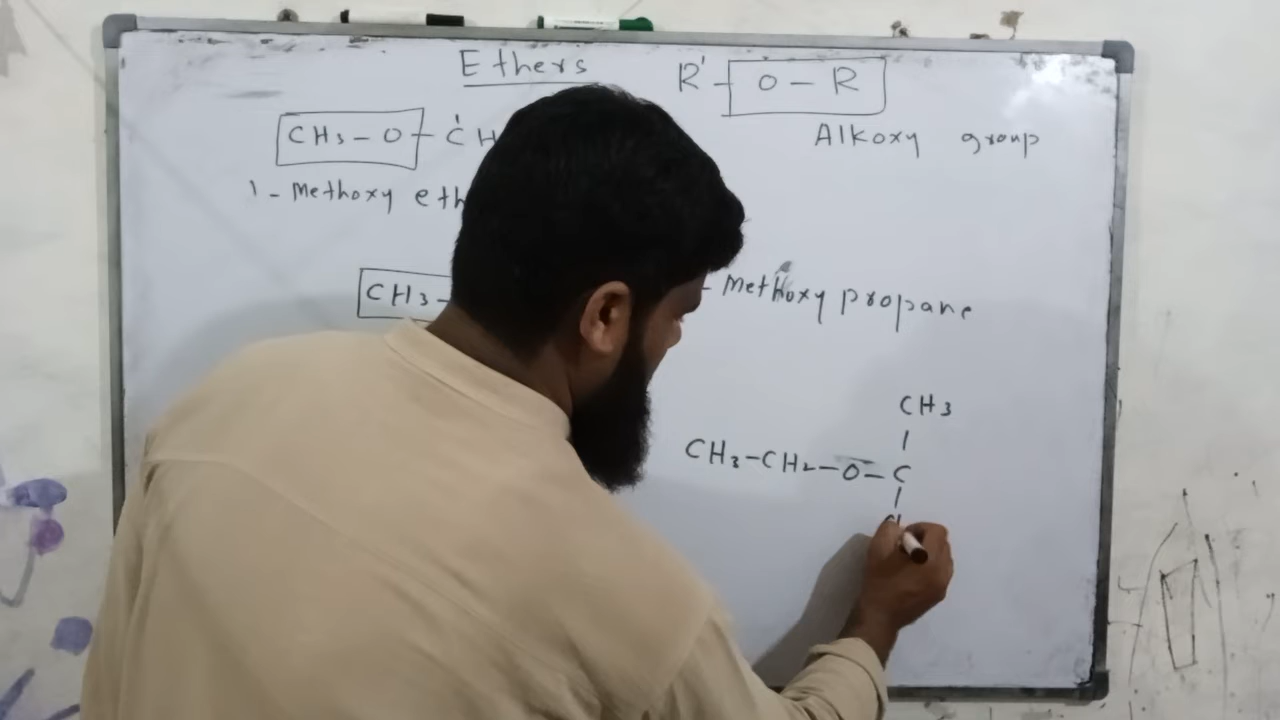 Ethers
R' - O - R
CH3 - O - CH
Alkoxy group
1 - Methoxy eth
CH3 -
- Methoxy propane
CH3
CH3-CH2-O-C